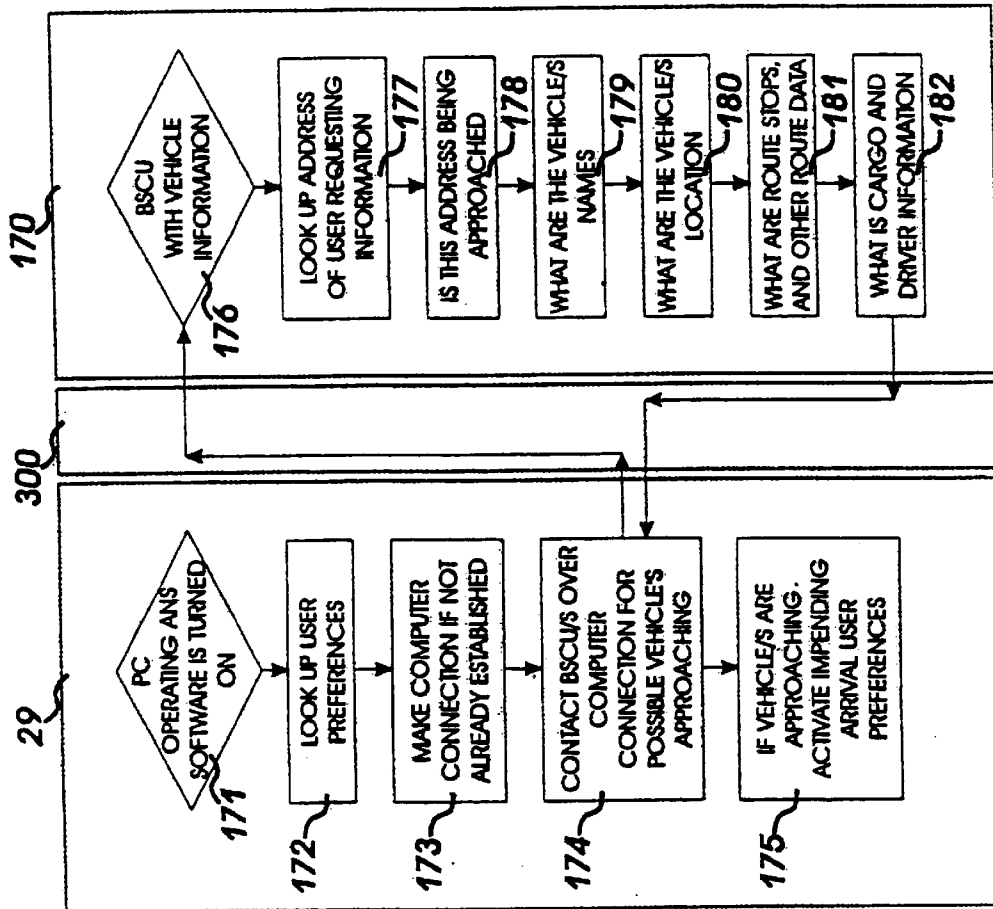 29
PC
OPERATING ANS
SOFTWARE IS TURNED
ON
171
LOOK UP USER
PREFERENCES
172
MAKE COMPUTER
CONNECTION IF NOT
ALREADY ESTABLISHED
173
CONTACT BSCU/S OVER
COMPUTER
CONNECTION FOR
POSSIBLE VEHICLE'S
APPROACHING
174
IF VEHICLE/S ARE
APPROACHING.
ACTIVATE IMPENDING
ARRIVAL USER
PREFERENCES
175
300
170
BSCU
WITH VEHICLE
INFORMATION
176
LOOK UP ADDRESS
OF USER REQUESTING
INFORMATION
177
IS THIS ADDRESS BEING
APPROACHED
178
WHAT ARE THE VEHICLE/S
NAMES
179
WHAT ARE THE VEHICLE/S
LOCATION
180
WHAT ARE ROUTE STOPS,
AND OTHER ROUTE DATA
181
WHAT IS CARGO AND
DRIVER INFORMATION
182